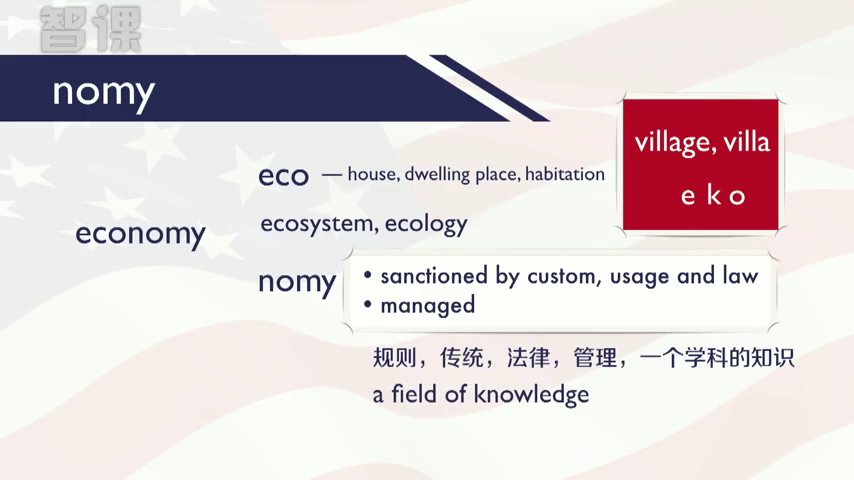 智课
nomy
village, villa
e k o
eco — house, dwelling place, habitation
ecosystem, ecology
economy
nomy
• sanctioned by custom, usage and law
• managed
规则，传统，法律，管理，一个学科的知识
a field of knowledge